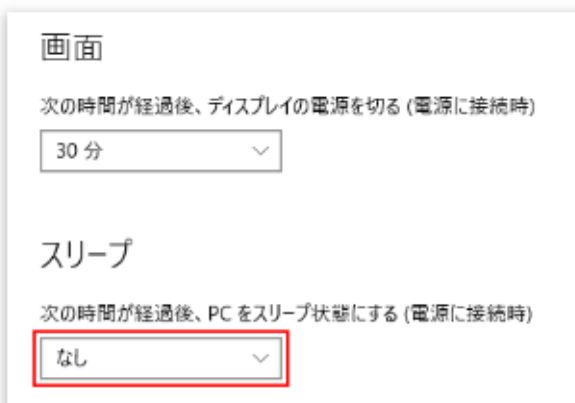 画面
次の時間が経過後、ディスプレイの電源を切る (電源に接続時)
30 分
スリープ
次の時間が経過後、PC をスリープ状態にする (電源に接続時)
なし